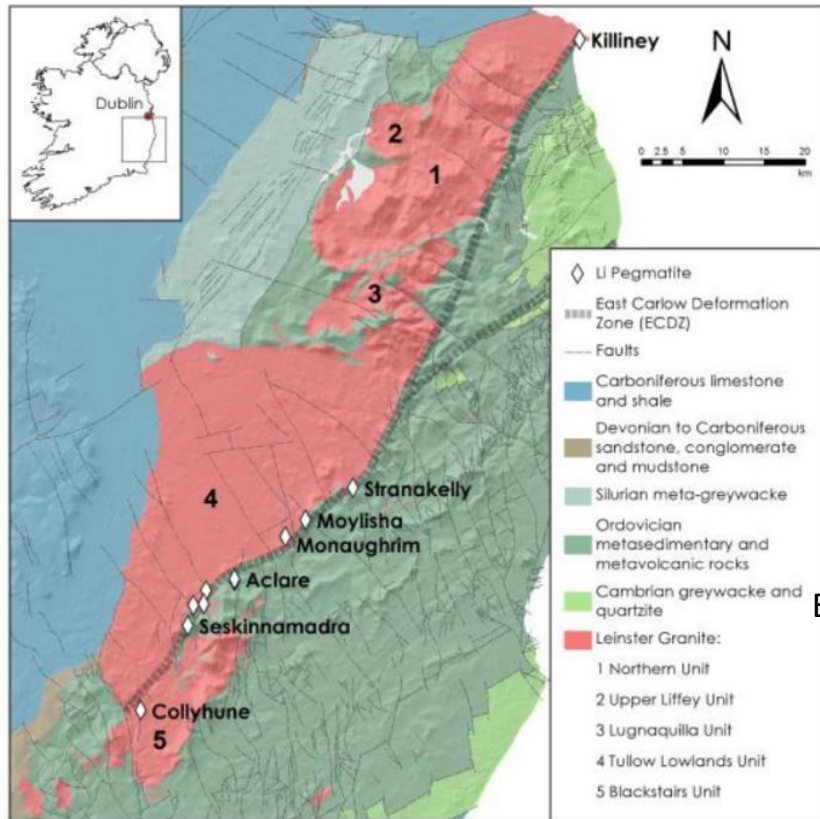 Dublin
Killiney
N
0 2.5 5 10 15 20
km
2
1
3
4
Stranakelly
Moylisha
Monaughrim
Aclare
Seskinnamadra
Collyhune
5
Li Pegmatite
East Carlow Deformation
Zone (ECDZ)
Faults
Carboniferous limestone
and shale
Devonian to Carboniferous
sandstone, conglomerate
and mudstone
Silurian meta-greywacke
Ordovician
metasedimentary and
metavolcanic rocks
Cambrian greywacke and
quartzite
Leinster Granite:
1 Northern Unit
2 Upper Liffey Unit
3 Lugnaquilla Unit
4 Tullow Lowlands Unit
5 Blackstairs Unit